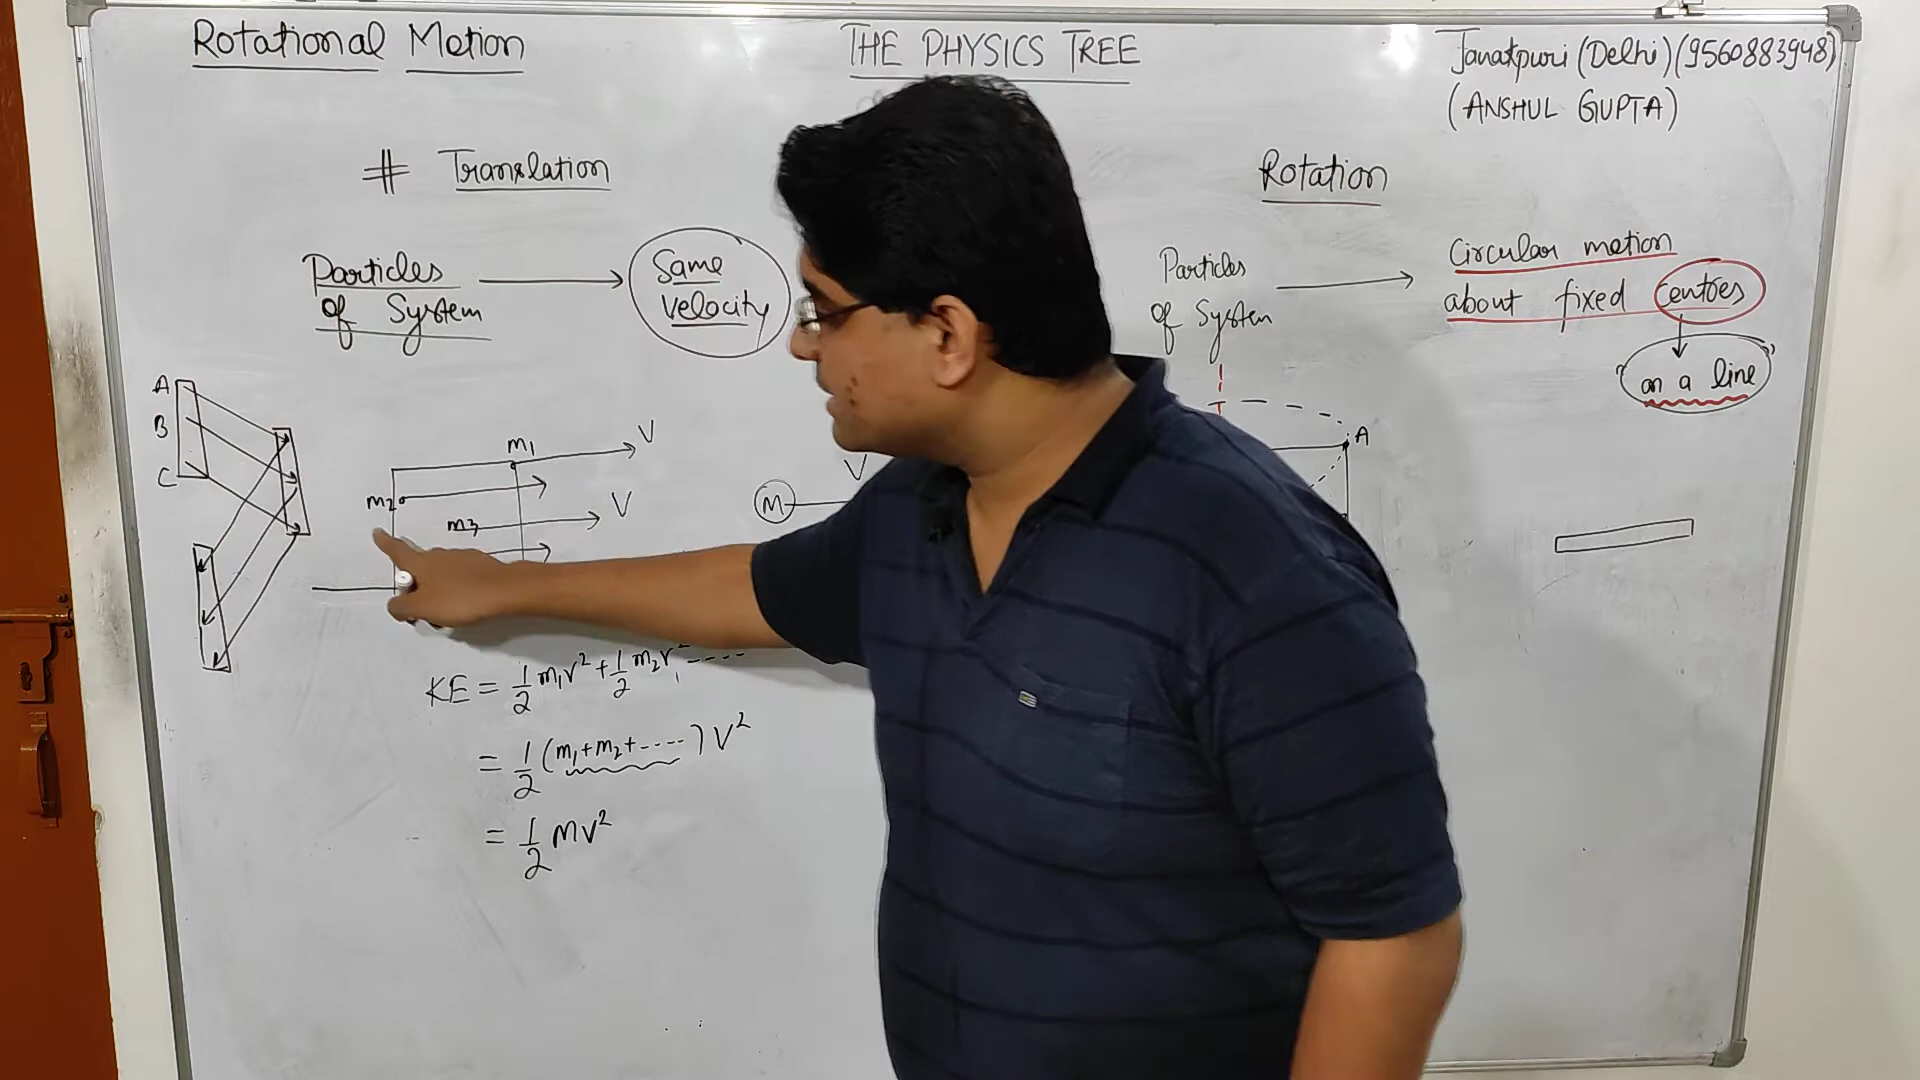 Rotational Motion
THE PHYSICS TREE
Janakpuri (Delhi) (9560883948)
(ANSHUL GUPTA)
# Translation
Rotation
Particles
of System
Same
velocity
Particles
of System
Circular motion
about fixed centres
"on a line"
A
B
C
m1
V
m2
V
m3
M
V
A
KE = 1/2 m1v² + 1/2 m2v² ----
= 1/2 (m1+m2+----) V²
= 1/2 MV²